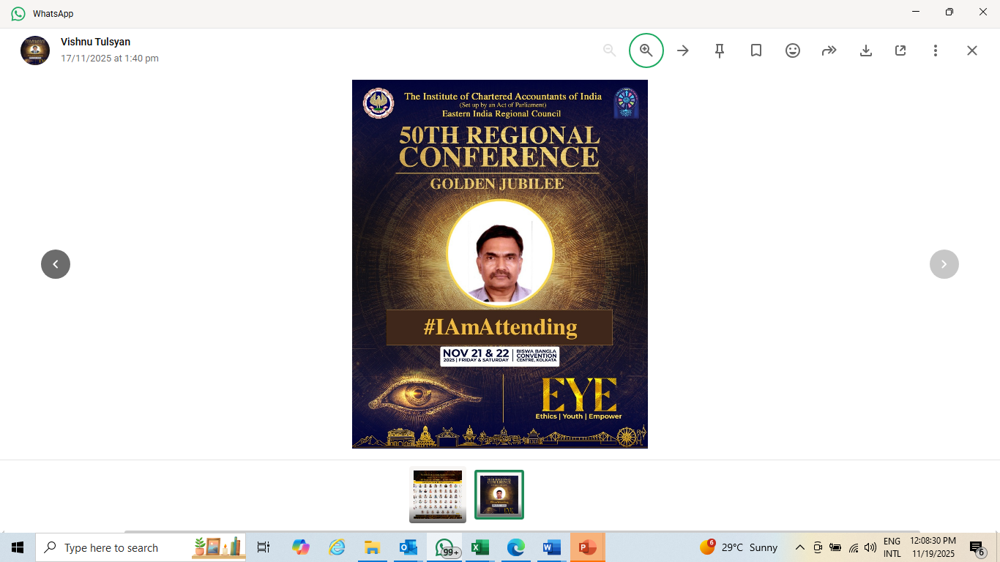 WhatsApp
Vishnu Tulsyan
17/11/2025 at 1:40 pm
The Institute of Chartered Accountants of India
(Set up by an Act of Parliament)
Eastern India Regional Council
50TH REGIONAL
CONFERENCE
GOLDEN JUBILEE
#IAmAttending
NOV 21 & 22
2025 | FRIDAY & SATURDAY
BISWA BANGLA
CONVENTION
CENTRE, KOLKATA
EYE
Ethics | Youth | Empower
Type here to search
99+
6
29°C Sunny
ENG
INTL
12:08:30 PM
11/19/2025
6